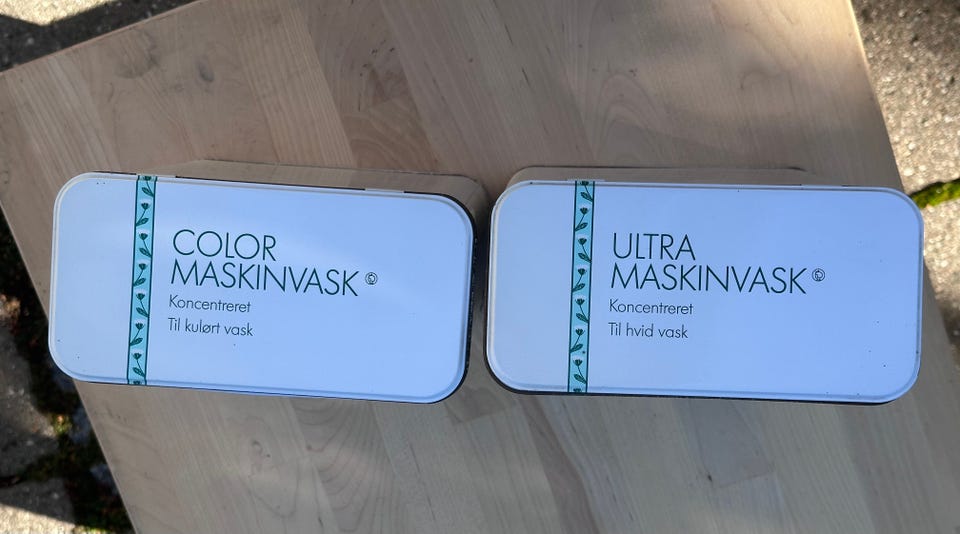 COLOR
MASKINVASK
Koncentreret
Til kulørt vask
ULTRA
MASKINVASK
Koncentreret
Til hvid vask